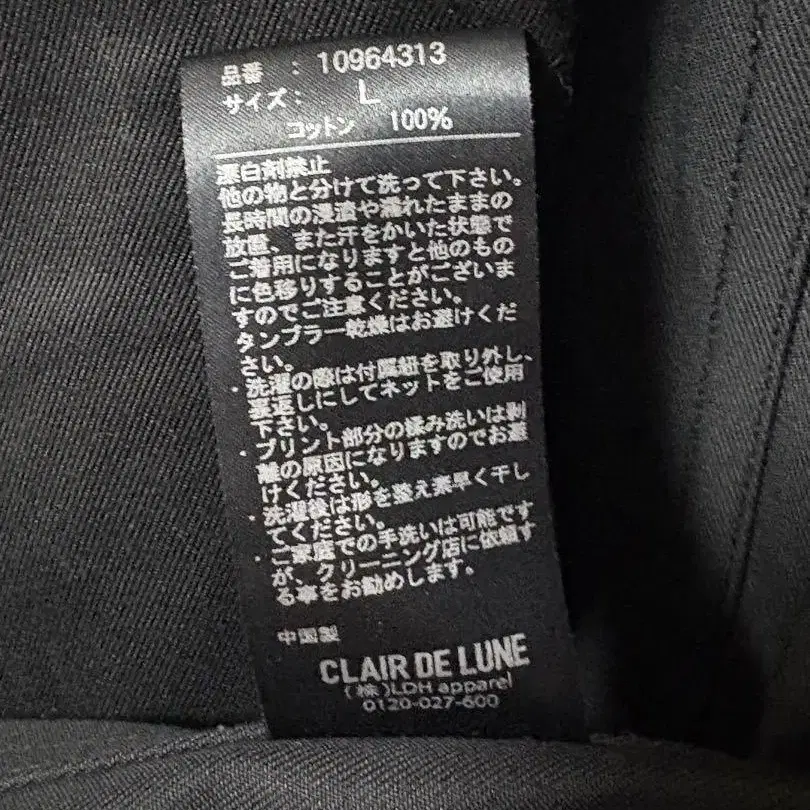 品番 : 10964313
サイズ: L
コットン 100%
漂白剤禁止
他の物と分けて洗って下さい。
長時間の浸漬や濡れたままの
放置、また汗をかいた状態で
ご着用になりますと他のもの
に色移りすることがございま
すのでご注意ください。
タンブラー乾燥はお避けくだ
さい。
・洗濯の際は付属紐を取り外し、
裏返しにしてネットをご使用
下さい。
・プリント部分の揉み洗いは剥
離の原因になりますのでお避
けください。
・洗濯後は形を整え素早く干し
てください。
・ご家庭での手洗いは可能です
が、クリーニング店に依頼す
る事をお勧めします。
中国製
CLAIR DE LUNE
(株)LDH apparel
0120-027-600